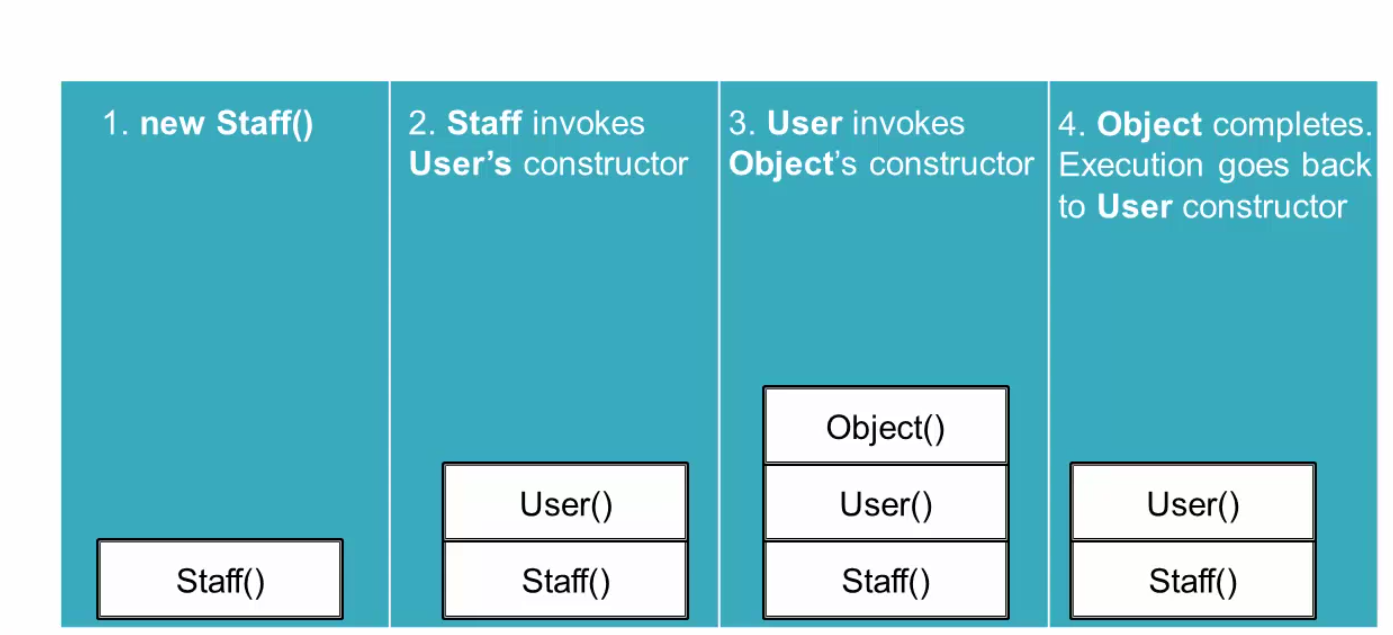 1. new Staff()
2. Staff invokes
User’s constructor
3. User invokes
Object’s constructor
4. Object completes.
Execution goes back
to User constructor
Staff()
User()
Staff()
Object()
User()
Staff()
User()
Staff()